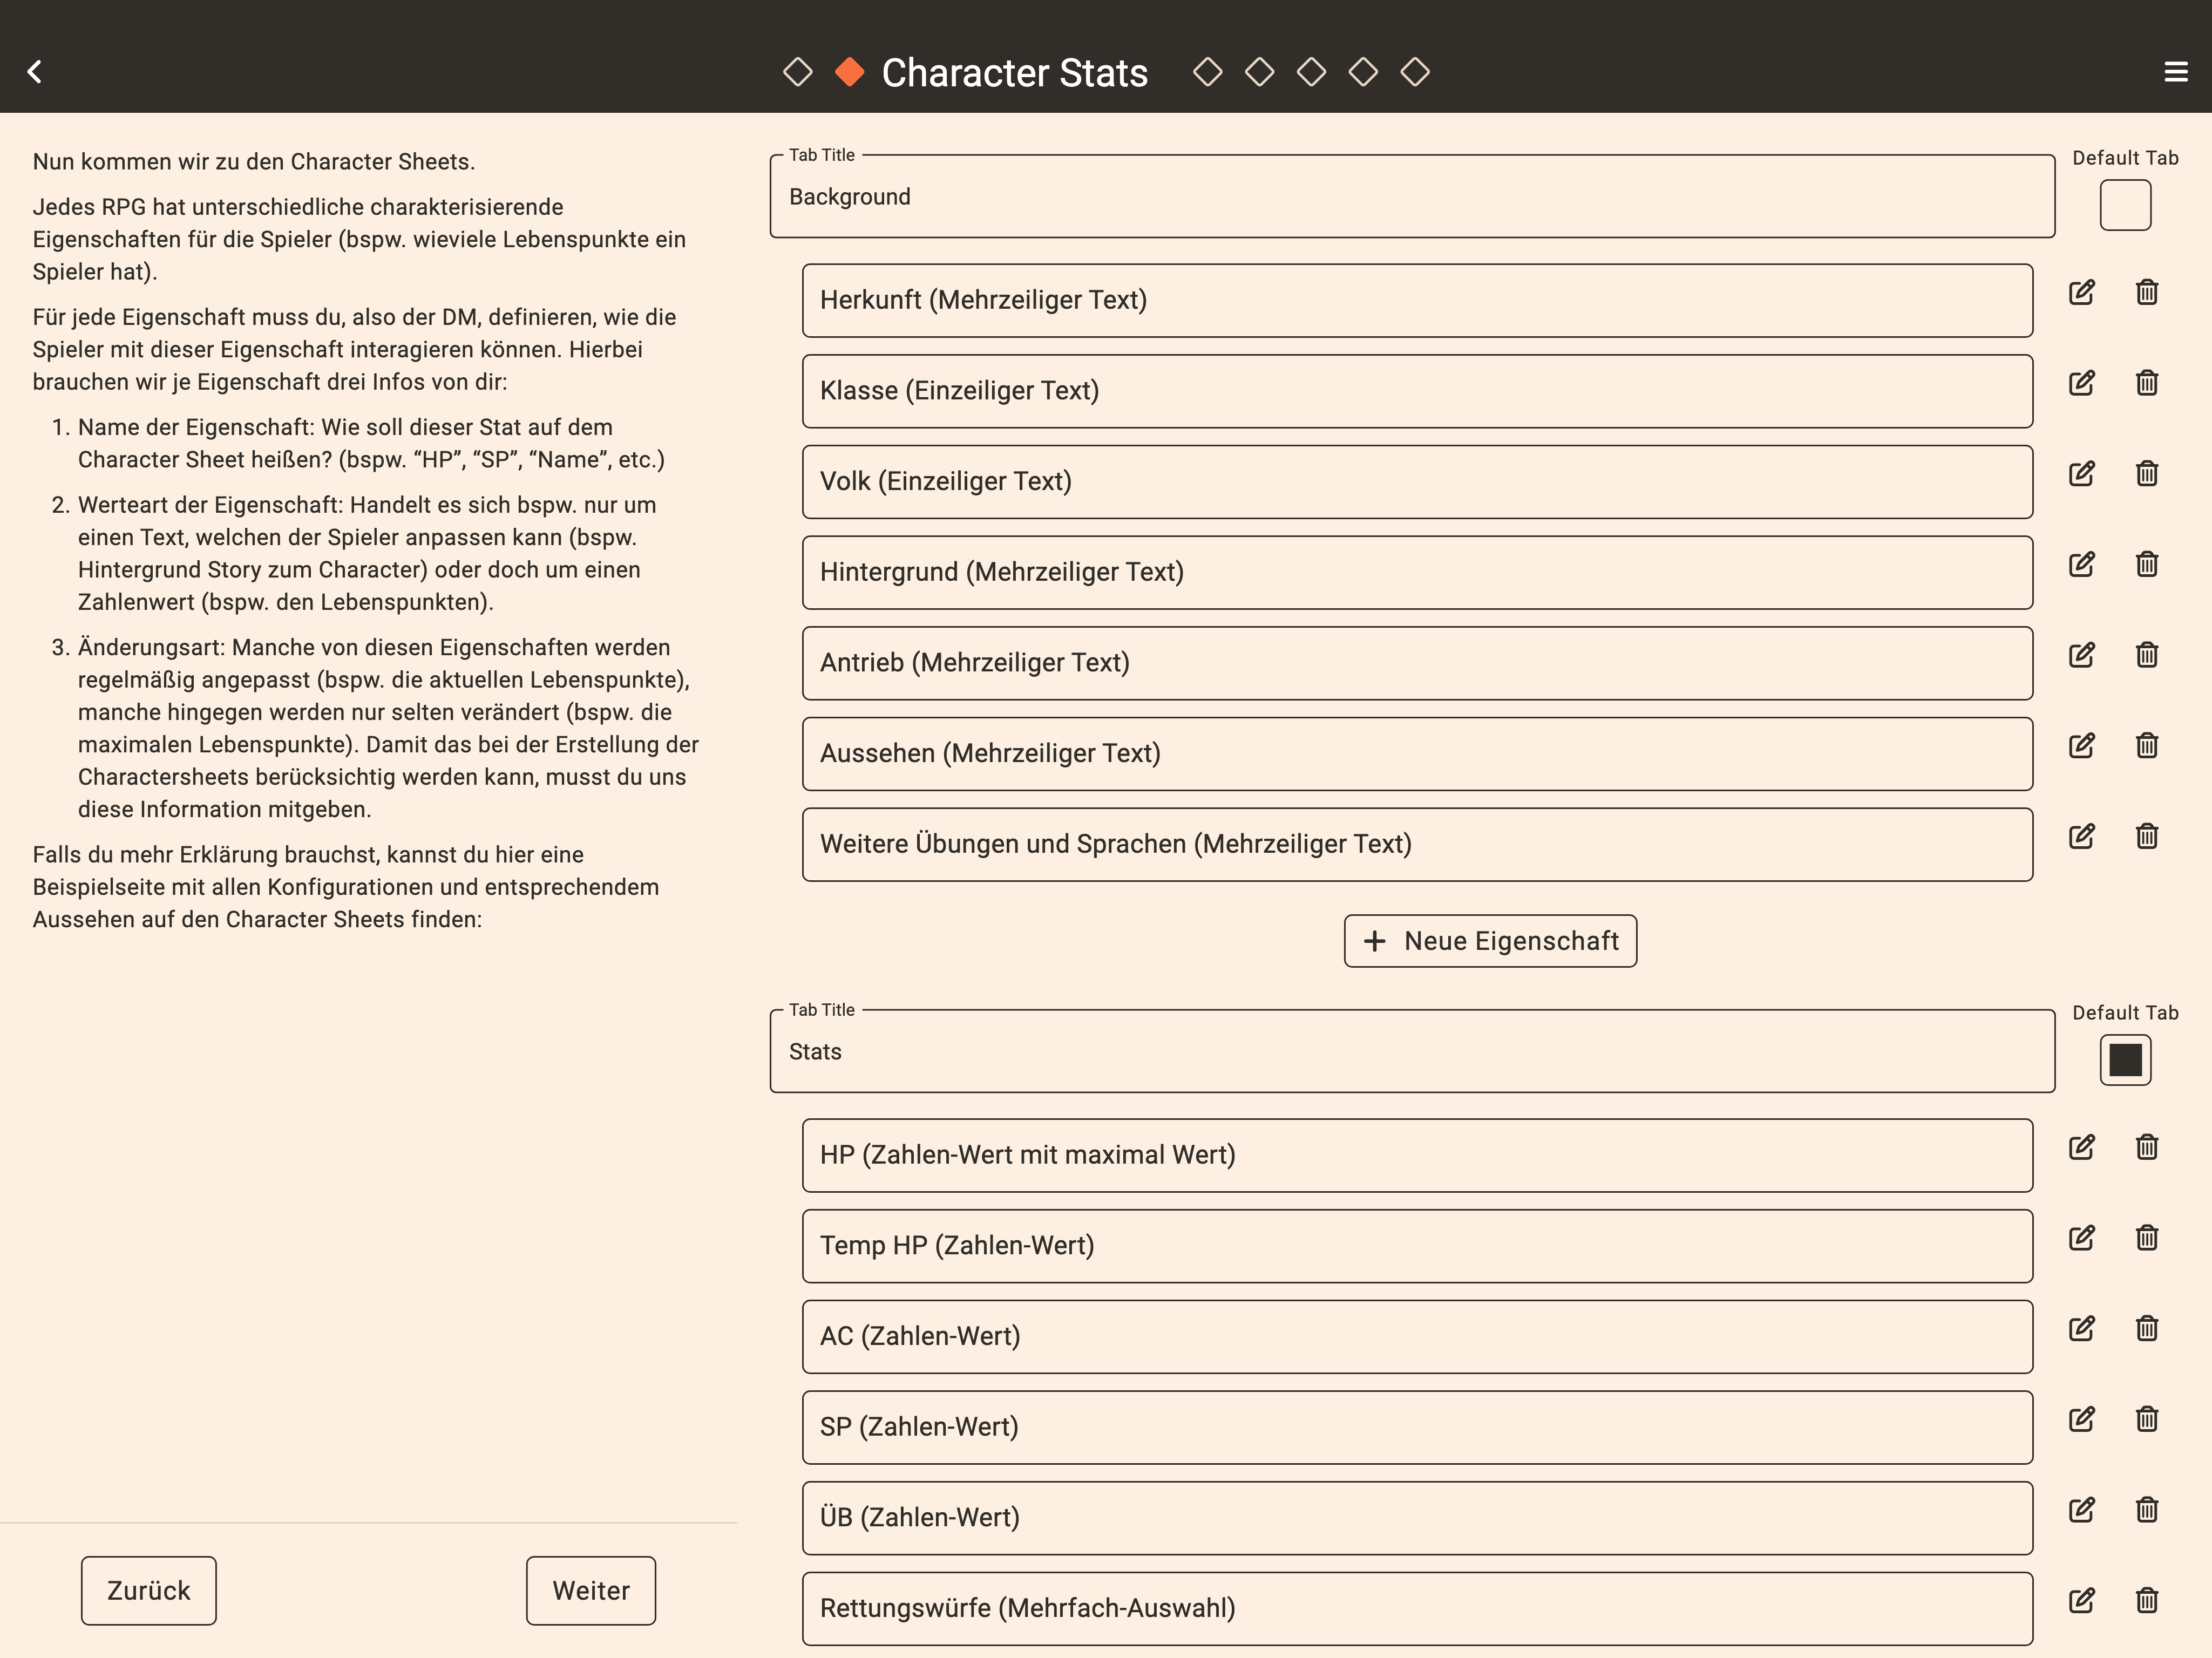 Character Stats
Nun kommen wir zu den Character Sheets.
Jedes RPG hat unterschiedliche charakterisierende
Eigenschaften für die Spieler (bspw. wieviele Lebenspunkte ein
Spieler hat).
Für jede Eigenschaft muss du, also der DM, definieren, wie die
Spieler mit dieser Eigenschaft interagieren können. Hierbei
brauchen wir je Eigenschaft drei Infos von dir:
1. Name der Eigenschaft: Wie soll dieser Stat auf dem
Character Sheet heißen? (bspw. “HP”, “SP”, “Name”, etc.)
2. Werteart der Eigenschaft: Handelt es sich bspw. nur um
einen Text, welchen der Spieler anpassen kann (bspw.
Hintergrund Story zum Character) oder doch um einen
Zahlenwert (bspw. den Lebenspunkten).
3. Änderungsart: Manche von diesen Eigenschaften werden
regelmäßig angepasst (bspw. die aktuellen Lebenspunkte),
manche hingegen werden nur selten verändert (bspw. die
maximalen Lebenspunkte). Damit das bei der Erstellung der
Charactersheets berücksichtig werden kann, musst du uns
diese Information mitgeben.
Falls du mehr Erklärung brauchst, kannst du hier eine
Beispielseite mit allen Konfigurationen und entsprechendem
Aussehen auf den Character Sheets finden:
Zurück
Weiter
Tab Title
Background
Default Tab
Herkunft (Mehrzeiliger Text)
Klasse (Einzeiliger Text)
Volk (Einzeiliger Text)
Hintergrund (Mehrzeiliger Text)
Antrieb (Mehrzeiliger Text)
Aussehen (Mehrzeiliger Text)
Weitere Übungen und Sprachen (Mehrzeiliger Text)
Neue Eigenschaft
Tab Title
Stats
Default Tab
HP (Zahlen-Wert mit maximal Wert)
Temp HP (Zahlen-Wert)
AC (Zahlen-Wert)
SP (Zahlen-Wert)
ÜB (Zahlen-Wert)
Rettungswürfe (Mehrfach-Auswahl)